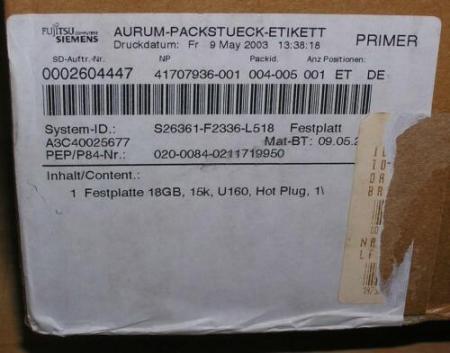 FUJITSU COMPUTERS
SIEMENS
AURUM-PACKSTUECK-ETIKETT
Druckdatum: Fr 9 May 2003 13:38:18
PRIMER
SD-Auftr.-Nr. NP Packid. Anz Positionen:
0002604447 41707936-001 004-005 001 ET DE
System-ID.: S26361-F2336-L518 Festplatt
A3C40025677 Mat-BT: 09.05.2
PEP/P84-Nr.: 020-0084-0211719950
Inhalt/Content.:
1 Festplatte 18GB, 15k, U160, Hot Plug, 1\